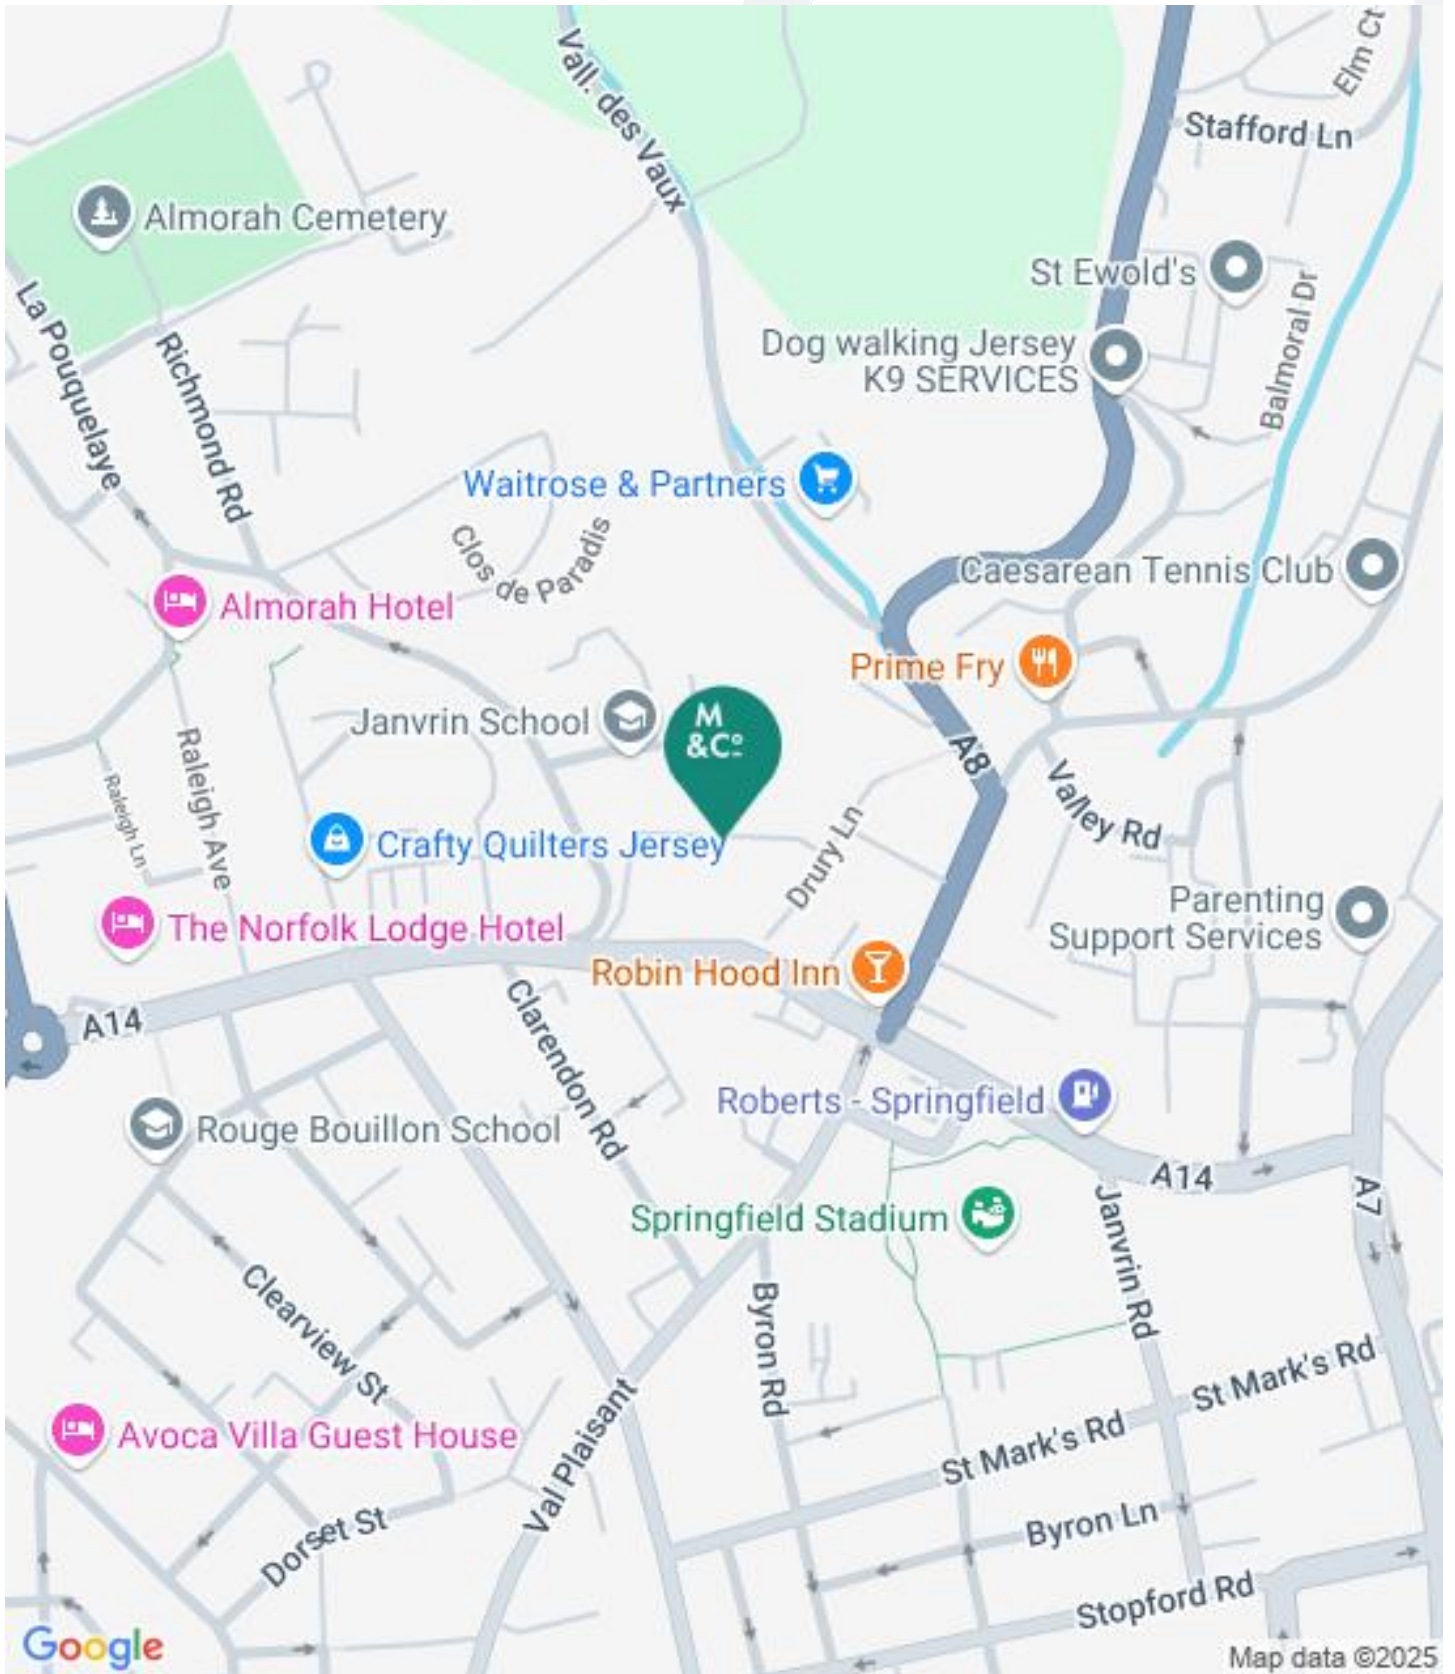 Vall. des Vaux
Elm Ct
Stafford Ln
Almorah Cemetery
St Ewold's
La Pouquelaye
Richmond Rd
Balmoral Dr
Dog walking Jersey
K9 SERVICES
Waitrose & Partners
Clos de Paradis
Caesarean Tennis Club
Almorah Hotel
Prime Fry
Janvrin School
M
&Cº
A8
Raleigh Ave
Raleigh Ln
Valley Rd
Crafty Quilters Jersey
Drury Ln
Parenting
Support Services
The Norfolk Lodge Hotel
Robin Hood Inn
A14
Clarendon Rd
Roberts - Springfield
Rouge Bouillon School
A14
A7
Springfield Stadium
Janvrin Rd
Clearview St
Byron Rd
St Mark's Rd
Avoca Villa Guest House
Val Plaisant
St Mark's Rd
Byron Ln
Dorset St
Stopford Rd
Google
Map data ©2025